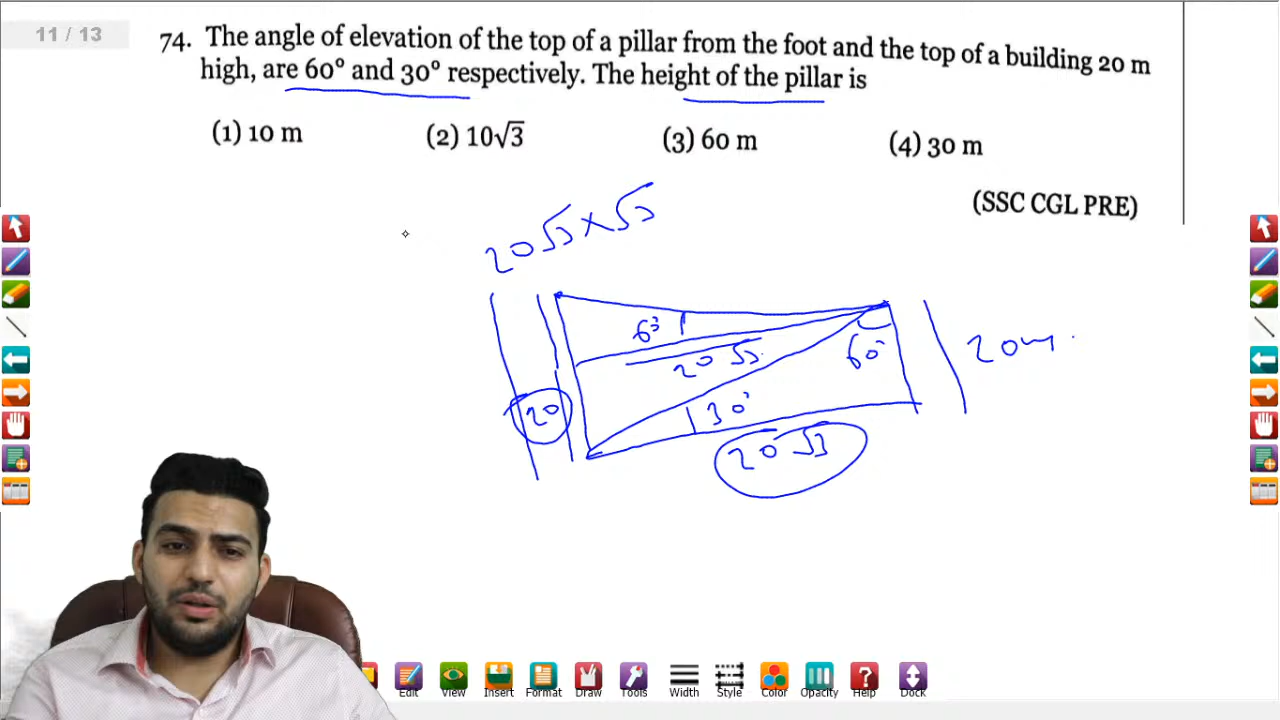 11 / 13
74. The angle of elevation of the top of a pillar from the foot and the top of a building 20 m
high, are 60° and 30° respectively. The height of the pillar is
(1) 10 m (2) 10√3 (3) 60 m (4) 30 m
(SSC CGL PRE)
20√3 × √3
60°
20√3
60°
20m
20
30°
20√3
Edit View Insert Format Draw Tools Width Style Color Opacity Help Dock